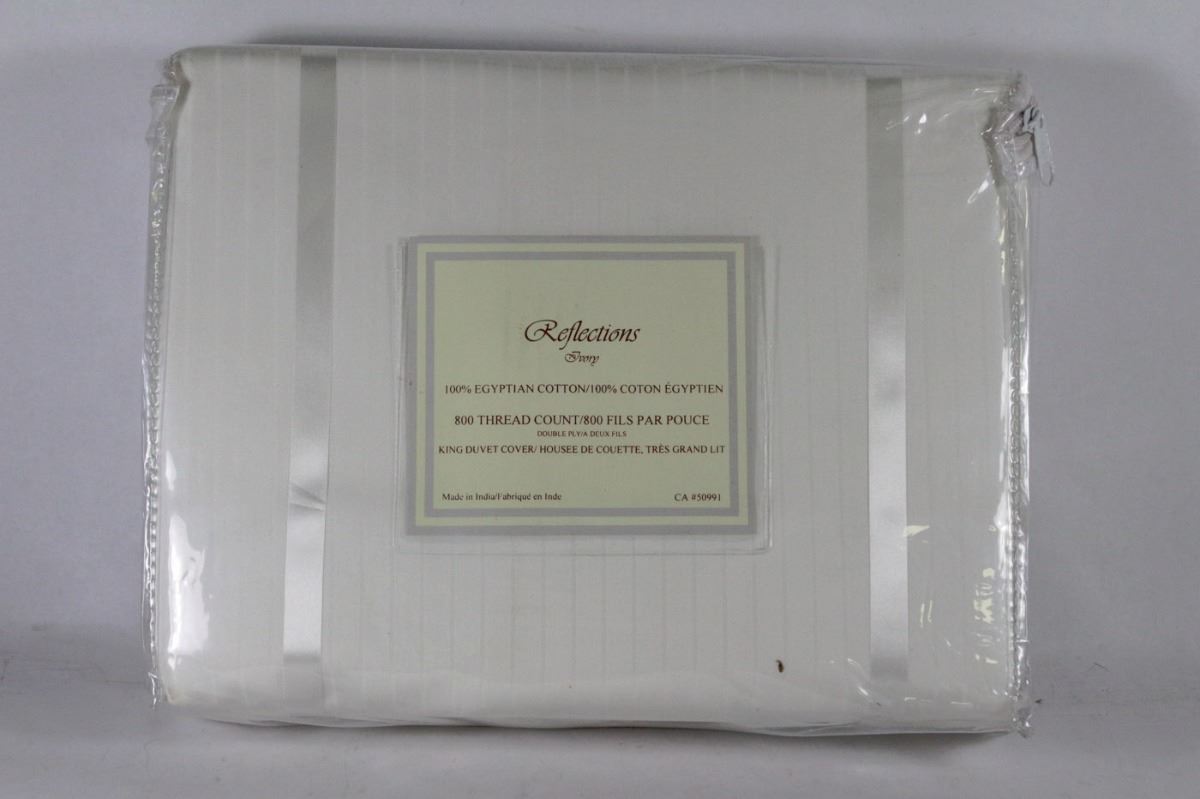 Reflections
Ivory
100% EGYPTIAN COTTON/100% COTON ÉGYPTIEN
800 THREAD COUNT/800 FILS PAR POUCE
DOUBLE PLY/A DEUX FILS
KING DUVET COVER/ HOUSEE DE COUETTE, TRÈS GRAND LIT
Made in India/Fabriqué en Inde CA #50991